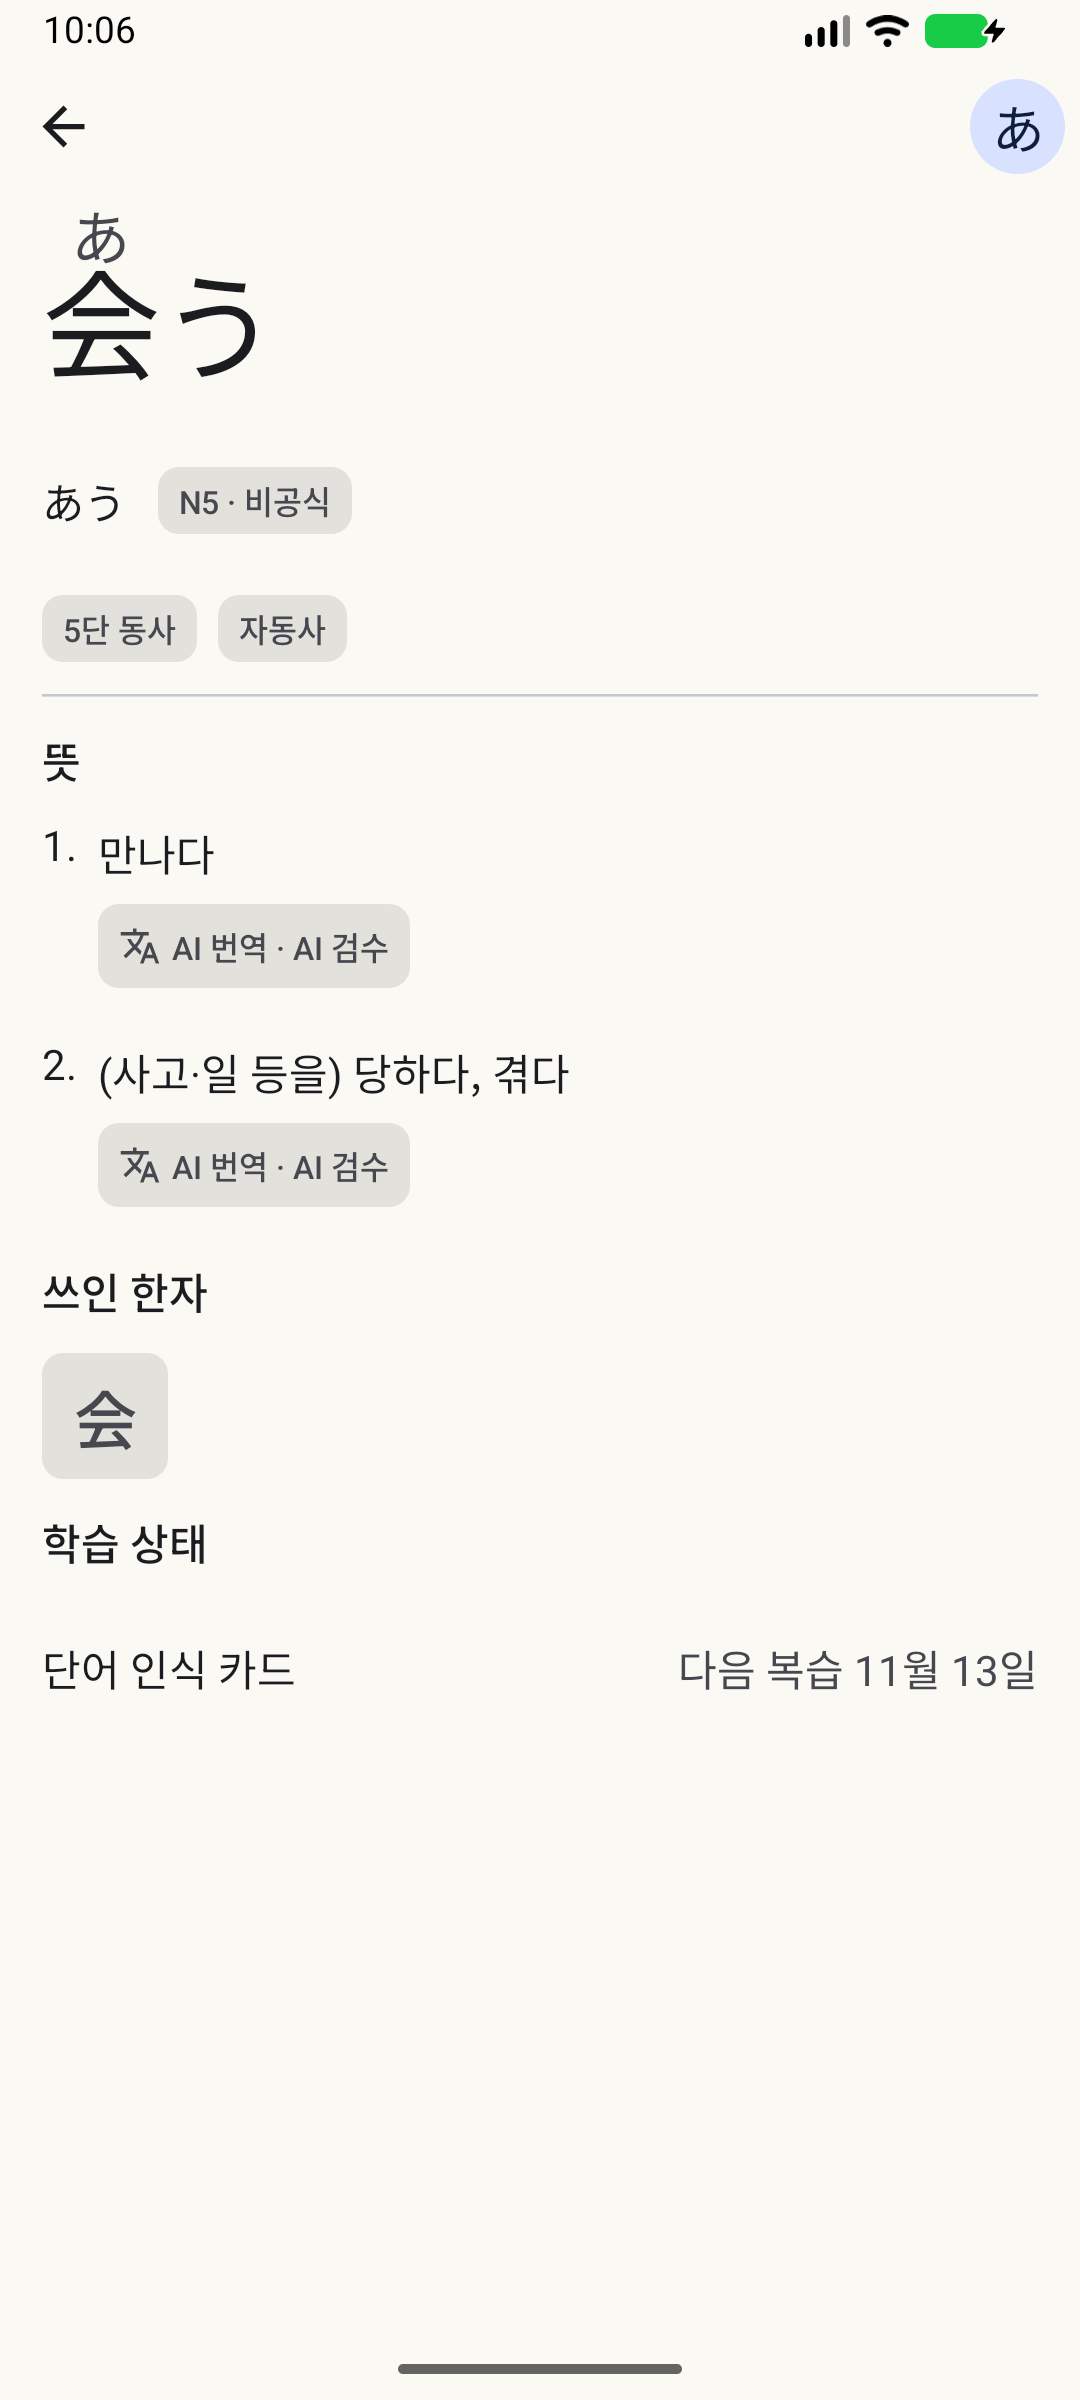 10:06
あ
あ
会う
あう N5 · 비공식
5단 동사 자동사
뜻
1. 만나다
AI 번역 · AI 검수
2. (사고·일 등을) 당하다, 겪다
AI 번역 · AI 검수
쓰인 한자
会
학습 상태
단어 인식 카드 다음 복습 11월 13일